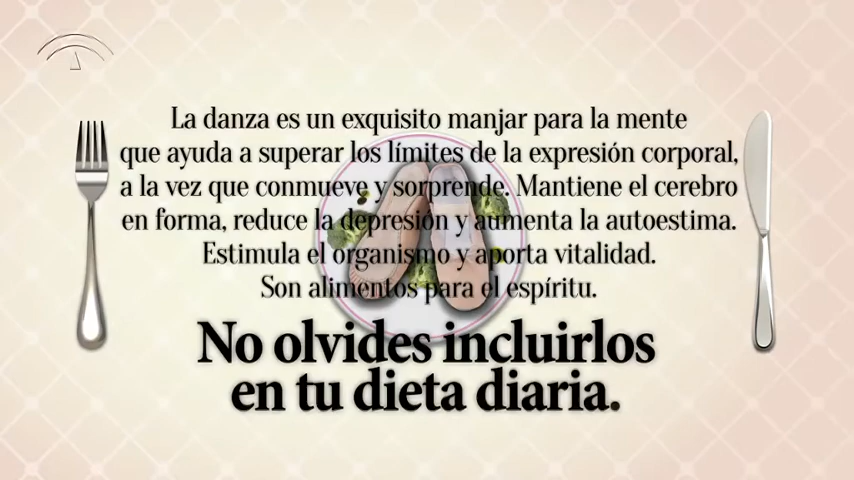 La danza es un exquisito manjar para la mente
que ayuda a superar los límites de la expresión corporal,
a la vez que conmueve y sorprende. Mantiene el cerebro
en forma, reduce la depresión y aumenta la autoestima.
Estimula el organismo y aporta vitalidad.
Son alimentos para el espíritu.
No olvides incluirlos
en tu dieta diaria.